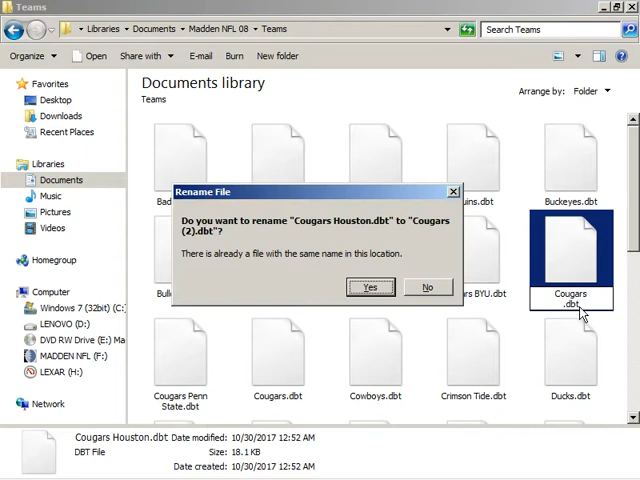 Teams
Libraries Documents Madden NFL 08 Teams
Search Teams
Organize Open Share with E-mail Burn New folder
Favorites
Desktop
Downloads
Recent Places
Libraries
Documents
Music
Pictures
Videos
Homegroup
Computer
Windows 7 (32bit) (C:)
LENOVO (D:)
DVD RW Drive (E:) Ma
MADDEN NFL (F:)
LEXAR (H:)
Network
Documents library
Teams
Arrange by: Folder
Buckeyes.dbt
Rename File
Do you want to rename "Cougars Houston.dbt" to "Cougars
(2).dbt"?
There is already a file with the same name in this location.
Yes No
BYU.dbt
Cougars
.dbt
Cougars Penn
State.dbt
Cougars.dbt
Cowboys.dbt
Crimson Tide.dbt
Ducks.dbt
Cougars Houston.dbt Date modified: 10/30/2017 12:52 AM
DBT File Size: 18.1 KB
Date created: 10/30/2017 12:52 AM